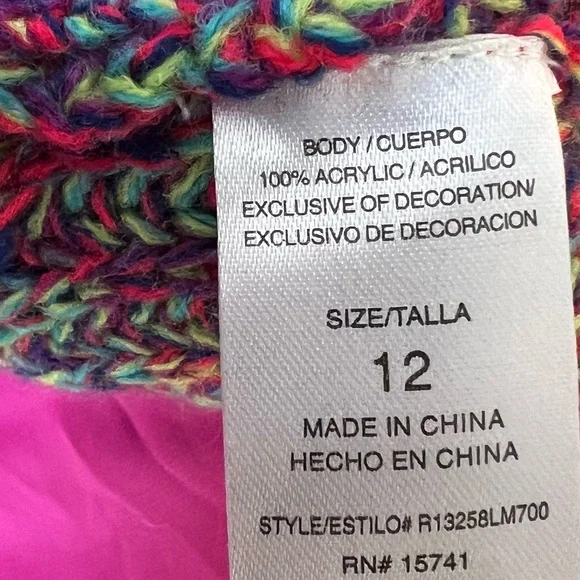 BODY / CUERPO
100% ACRYLIC / ACRILICO
EXCLUSIVE OF DECORATION/
EXCLUSIVO DE DECORACION
SIZE/TALLA
12
MADE IN CHINA
HECHO EN CHINA
STYLE/ESTILO# R13258LM700
RN# 15741